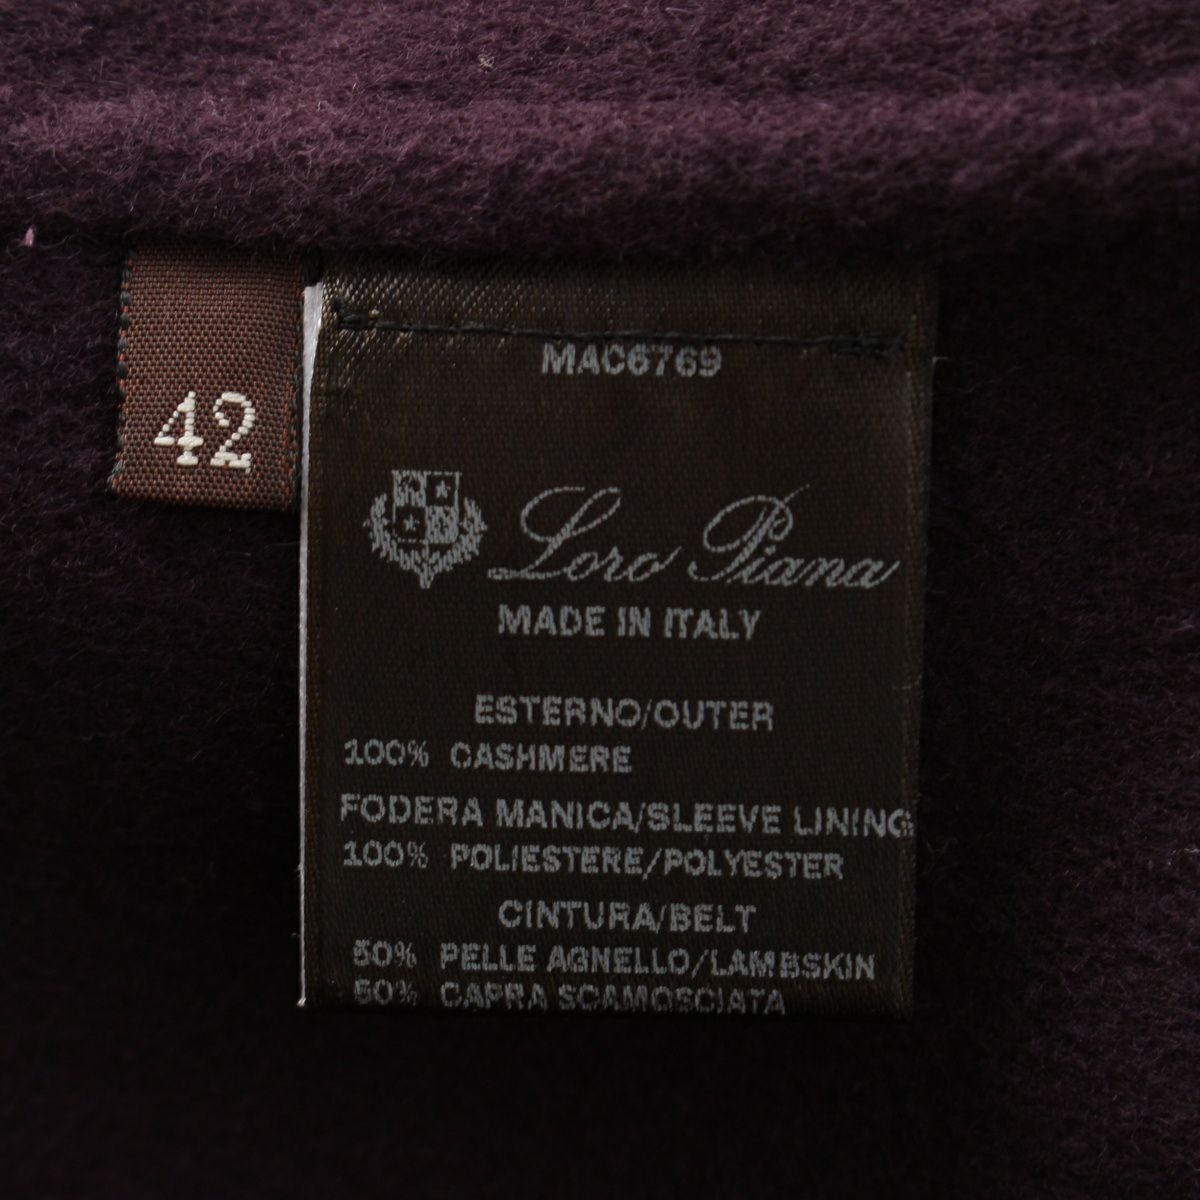 42
MAC6769
Loro Piana
MADE IN ITALY
ESTERNO/OUTER
100% CASHMERE
FODERA MANICA/SLEEVE LINING
100% POLIESTERE/POLYESTER
CINTURA/BELT
50% PELLE AGNELLO/LAMBSKIN
50% CAPRA SCAMOSCIATA